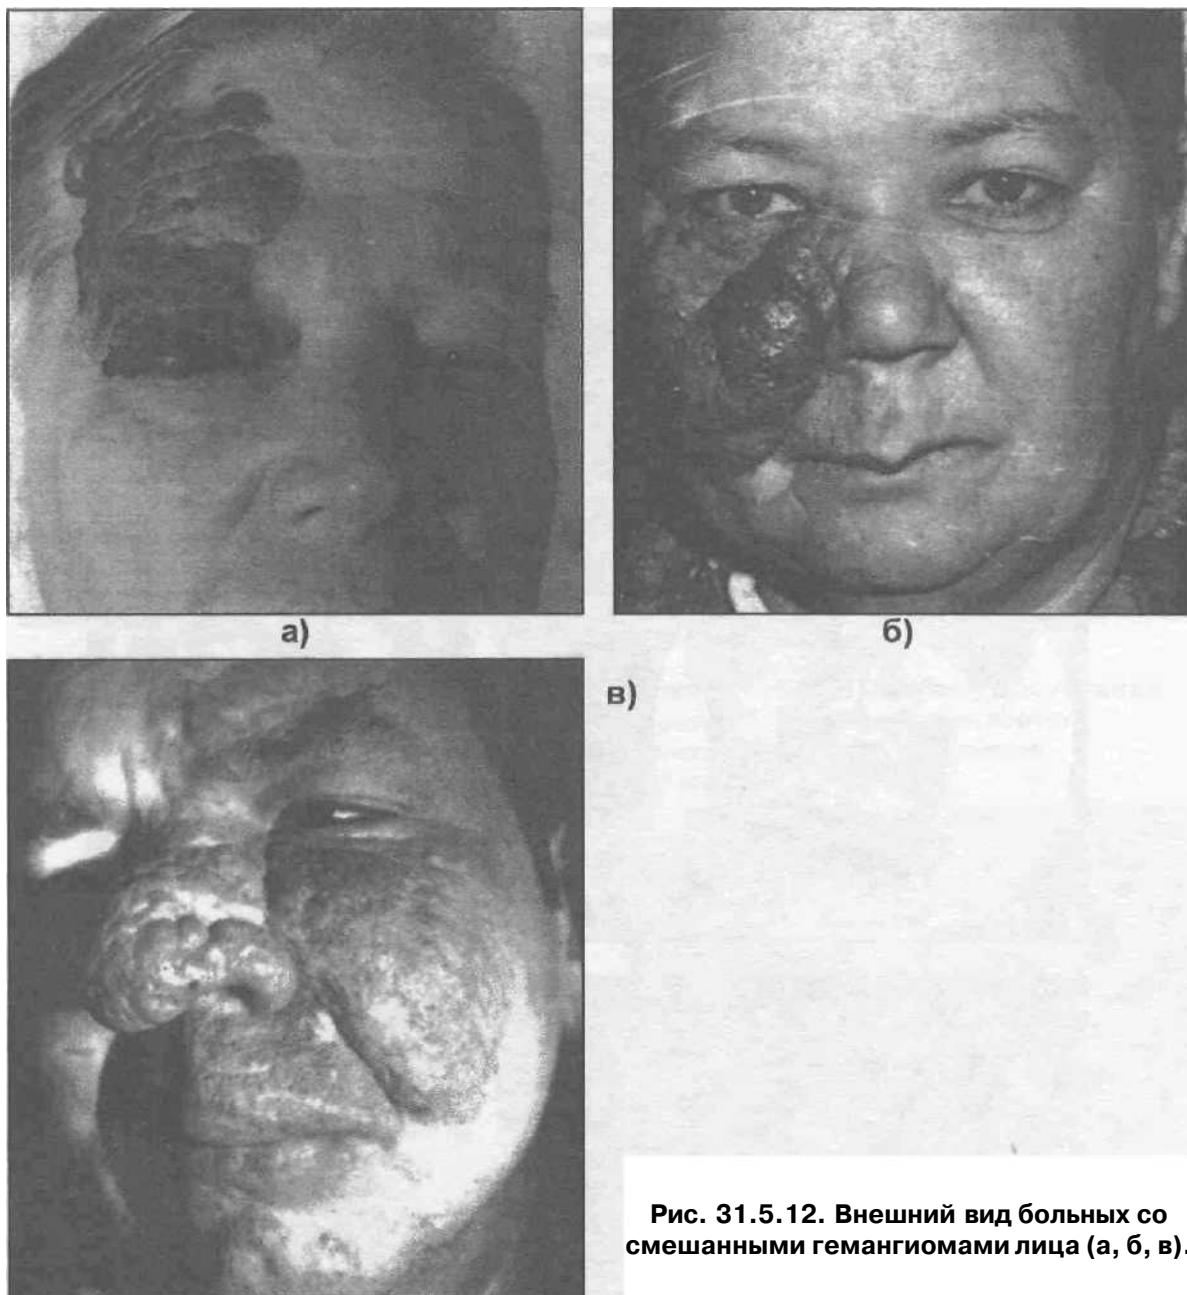 а)
б)
в)
Рис. 31.5.12. Внешний вид больных со
смешанными гемангиомами лица (а, б, в).